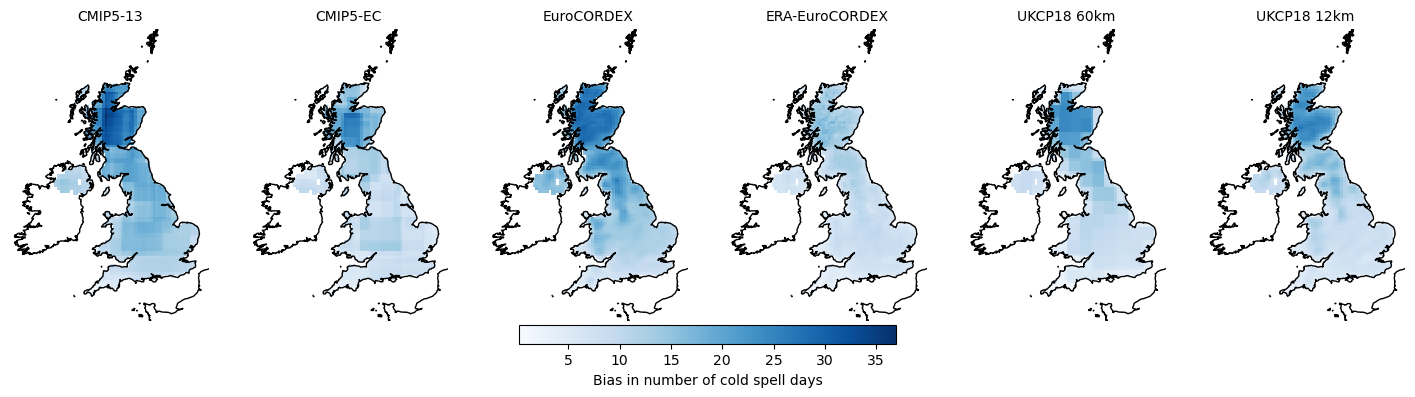 CMIP5-13 CMIP5-EC EuroCORDEX ERA-EuroCORDEX UKCP18 60km UKCP18 12km
5 10 15 20 25 30 35
Bias in number of cold spell days